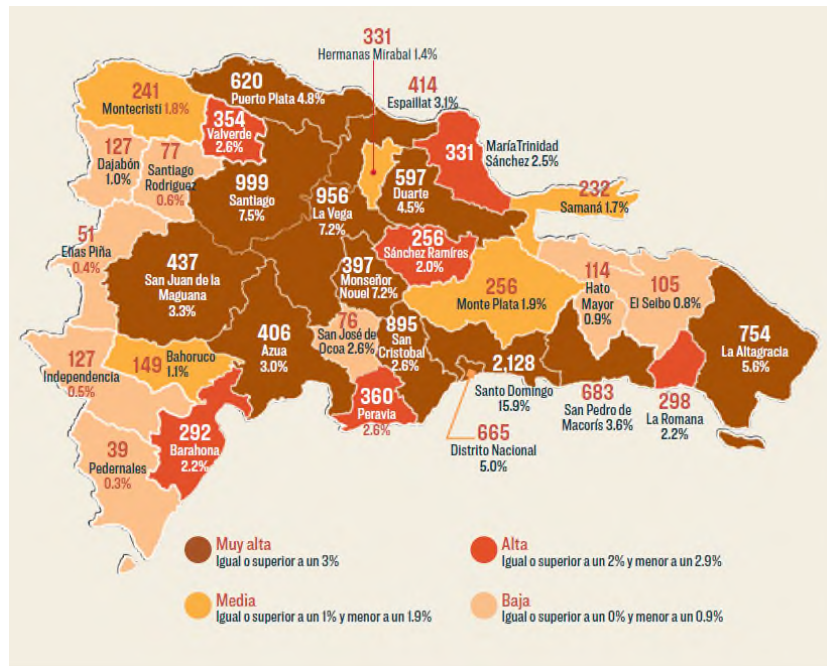 331
Hermanas Mirabal 1.4%
620
Puerto Plata 4.8%
414
Espaillat 3.1%
241
Montecristi 1.8%
354
Valverde
2.6%
331
María Trinidad
Sánchez 2.5%
127
Dajabón
1.0%
77
Santiago
Rodriguez
0.6%
999
Santiago
7.5%
956
La Vega
7.2%
597
Duarte
4.5%
232
Samaná 1.7%
51
Elías Piña
0.4%
437
San Juan de la
Maguana
3.3%
397
Monseñor
Nouel 7.2%
256
Sánchez Ramíres
2.0%
256
Monte Plata 1.9%
114
Hato
Mayor
0.9%
105
El Seibo 0.8%
754
La Altagracia
5.6%
406
Azua
3.0%
76
San José de
Ocoa 2.6%
895
San
Cristobal
2.6%
2,128
Santo Domingo
15.9%
127
Independencia
0.5%
149
Bahoruco
1.1%
360
Peravia
2.6%
683
San Pedro de
Macorís 3.6%
298
La Romana
2.2%
665
Distrito Nacional
5.0%
292
Barahona
2.2%
39
Pedernales
0.3%
Muy alta
Igual o superior a un 3%
Alta
Igual o superior a un 2% y menor a un 2.9%
Media
Igual o superior a un 1% y menor a un 1.9%
Baja
Igual o superior a un 0% y menor a un 0.9%